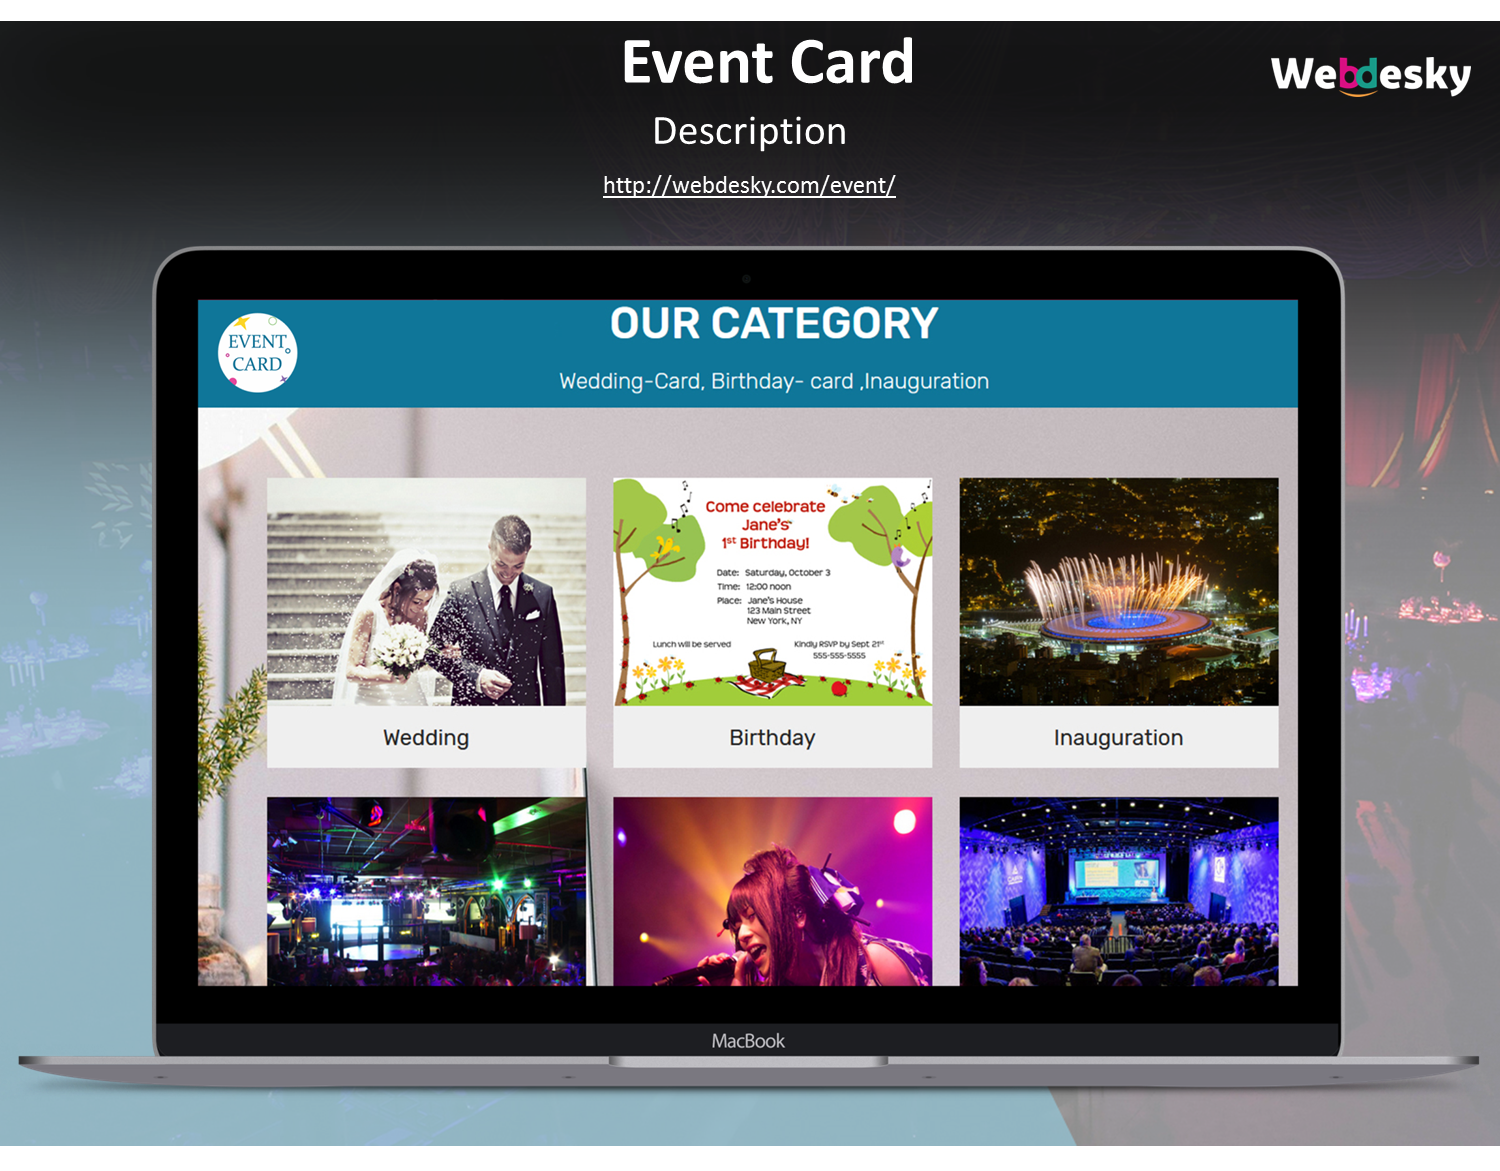 Event Card
Webdesky
Description
http://webdesky.com/event/
EVENT
CARD
OUR CATEGORY
Wedding-Card, Birthday- card ,Inauguration
Come celebrate
Jane's
1st Birthday!
Date: Saturday, October 3
Time: 12:00 noon
Place: Jane's House
123 Main Street
New York, NY
Lunch will be served
Kindly RSVP by Sept 21st
555-555-5555
Wedding
Birthday
Inauguration
MacBook